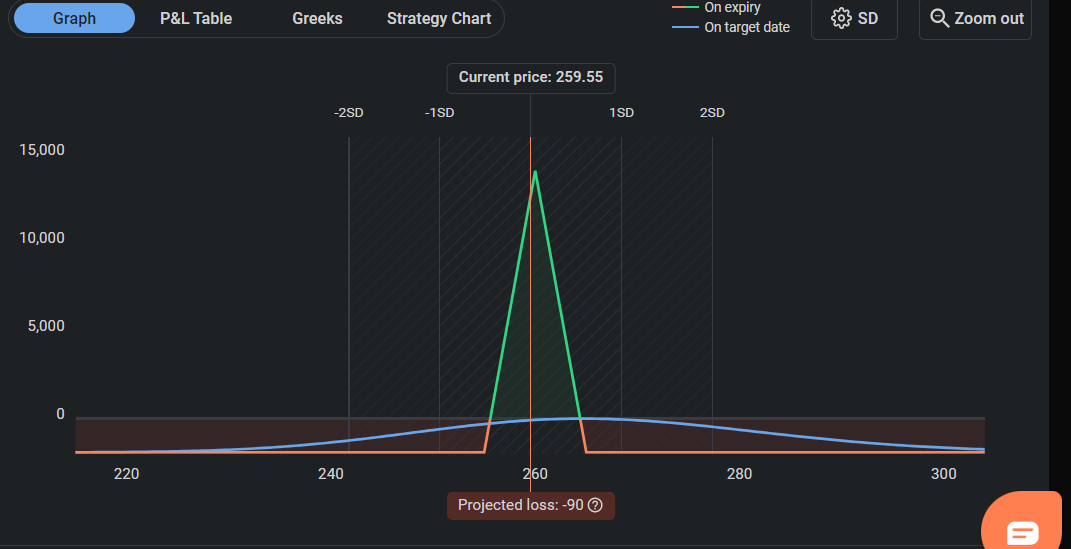 Graph
P&L Table
Greeks
Strategy Chart
On expiry
On target date
SD
Zoom out
Current price: 259.55
-2SD
-1SD
1SD
2SD
15,000
10,000
5,000
0
220
240
260
280
300
Projected loss: -90 ?